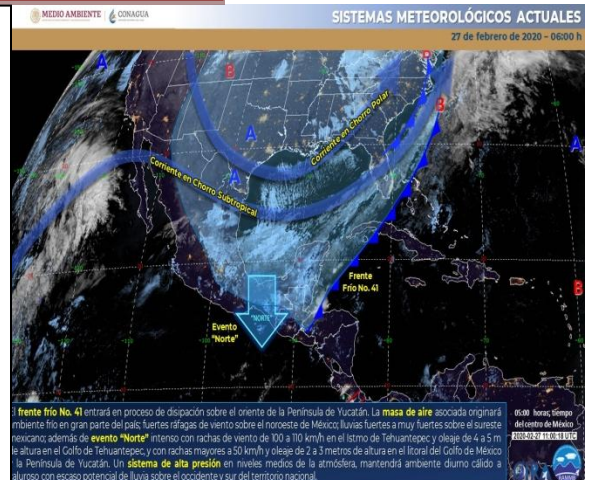 MEDIO AMBIENTE
CONAGUA
SISTEMAS METEOROLÓGICOS ACTUALES
27 de febrero de 2020 – 06:00 h
A
B
B
B
A
A
A
B
Corriente en Chorro Polar
Corriente en Chorro Subtropical
Frente
Frío No. 41
"NORTE"
Evento
"Norte"
l frente frío No. 41 entrará en proceso de disipación sobre el oriente de la Península de Yucatán. La masa de aire asociada originará
mbiente frío en gran parte del país; fuertes ráfagas de viento sobre el noroeste de México; lluvias fuertes a muy fuertes sobre el sureste
mexicano; además de evento "Norte" intenso con rachas de viento de 100 a 110 km/h en el Istmo de Tehuantepec y oleaje de 4 a 5 m
e altura en el Golfo de Tehuantepec, y con rachas mayores a 50 km/h y oleaje de 2 a 3 metros de altura en el litoral del Golfo de México
la Península de Yucatán. Un sistema de alta presión en niveles medios de la atmósfera, mantendrá ambiente diurno cálido a
aluroso con escaso potencial de lluvia sobre el occidente y sur del territorio nacional.
05:00 horas, tiempo
del centro de México
2020-02-27 11:00:18 UTC